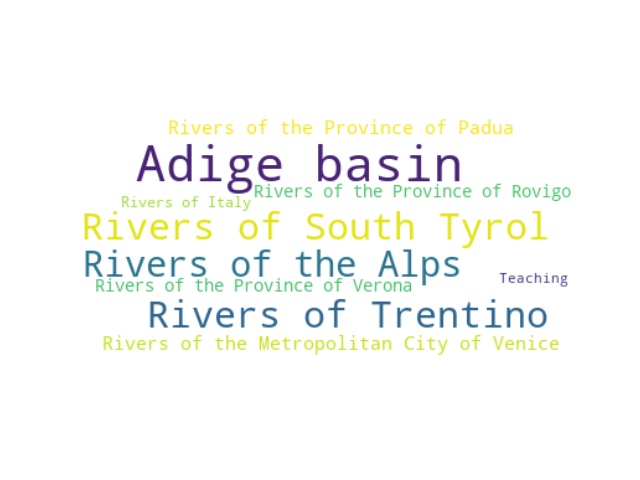 Rivers of the Province of Padua
Adige basin
Rivers of the Province of Rovigo
Rivers of Italy
Rivers of South Tyrol
Rivers of the Alps
Teaching
Rivers of the Province of Verona
Rivers of Trentino
Rivers of the Metropolitan City of Venice